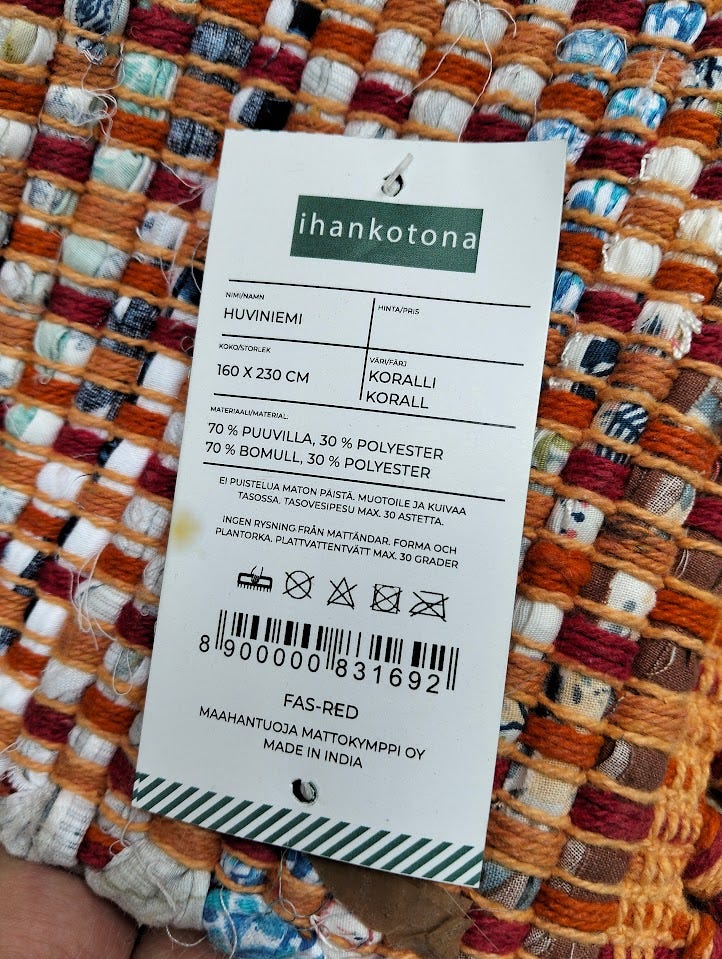 ihankotona
NIMI/NAMN
HUVINIEMI
HINTA/PRIS
KOKO/STORLEK
160 X 230 CM
VÄRI/FÄRJ
KORALLI
KORALL
MATERIAALI/MATERIAL.
70 % PUUVILLA, 30 % POLYESTER
70 % BOMULL, 30 % POLYESTER
EI PUISTELUA MATON PÄISTÄ. MUOTOILE JA KUIVAA
TASOSSA. TASOVESIPESU MAX. 30 ASTETTA.
INGEN RYSNING FRÅN MATTÄNDAR. FORMA OCH
PLANTORKA. PLATTVATTENTVÄTT MAX. 30 GRADER
8 900000 831692
FAS-RED
MAAHANTUOJA MATTOKYMPPI OY
MADE IN INDIA